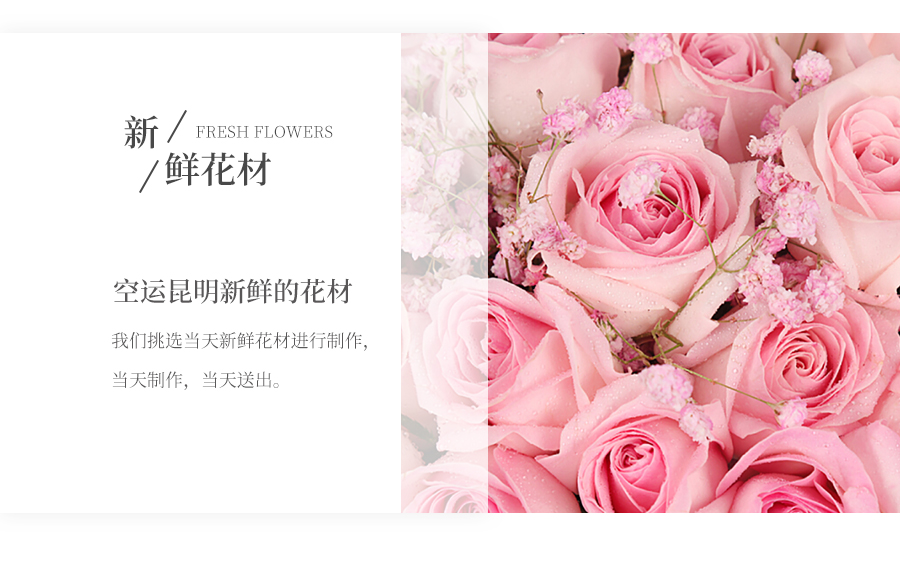 新
FRESH FLOWERS
鲜花材
空运昆明新鲜的花材
我们挑选当天新鲜花材进行制作，
当天制作，当天送出。